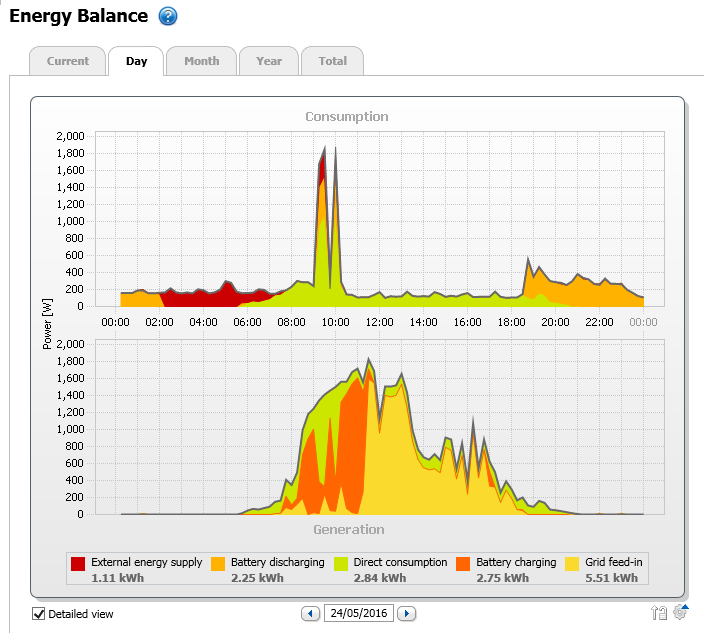 Energy Balance ?
Current Day Month Year Total
Consumption
2,000
1,800
1,600
1,400
1,200
1,000
800
600
400
200
0
00:00 02:00 04:00 06:00 08:00 10:00 12:00 14:00 16:00 18:00 20:00 22:00 00:00
Power [W]
2,000
1,800
1,600
1,400
1,200
1,000
800
600
400
200
0
Generation
External energy supply Battery discharging Direct consumption Battery charging Grid feed-in
1.11 kWh 2.25 kWh 2.84 kWh 2.75 kWh 5.51 kWh
Detailed view 24/05/2016